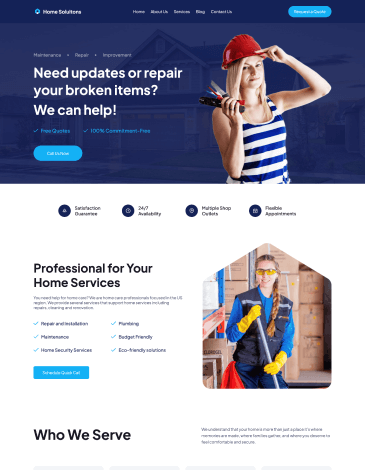 Home Solutions
Home
About Us
Services
Blog
Contact Us
Request a Quote
Maintenance • Repair • Improvement
Need updates or repair
your broken items?
We can help!
Free Quotes
100% Commitment-Free
Call Us Now
Satisfaction
Guarantee
24/7
Availability
Multiple Shop
Outlets
Flexible
Appointments
Professional for Your
Home Services
You need help for home care? We are home care professionals focused in the US
region. We provide several services that support home services including
repairs, cleaning and renovation.
Repair and Installation
Plumbing
Maintenance
Budget Friendly
Home Security Services
Eco-friendly solutions
Schedule Quick Call
Who We Serve
We understand that your home is more than just a place it's where
memories are made, where families gather, and where you deserve to
feel comfortable and secure.